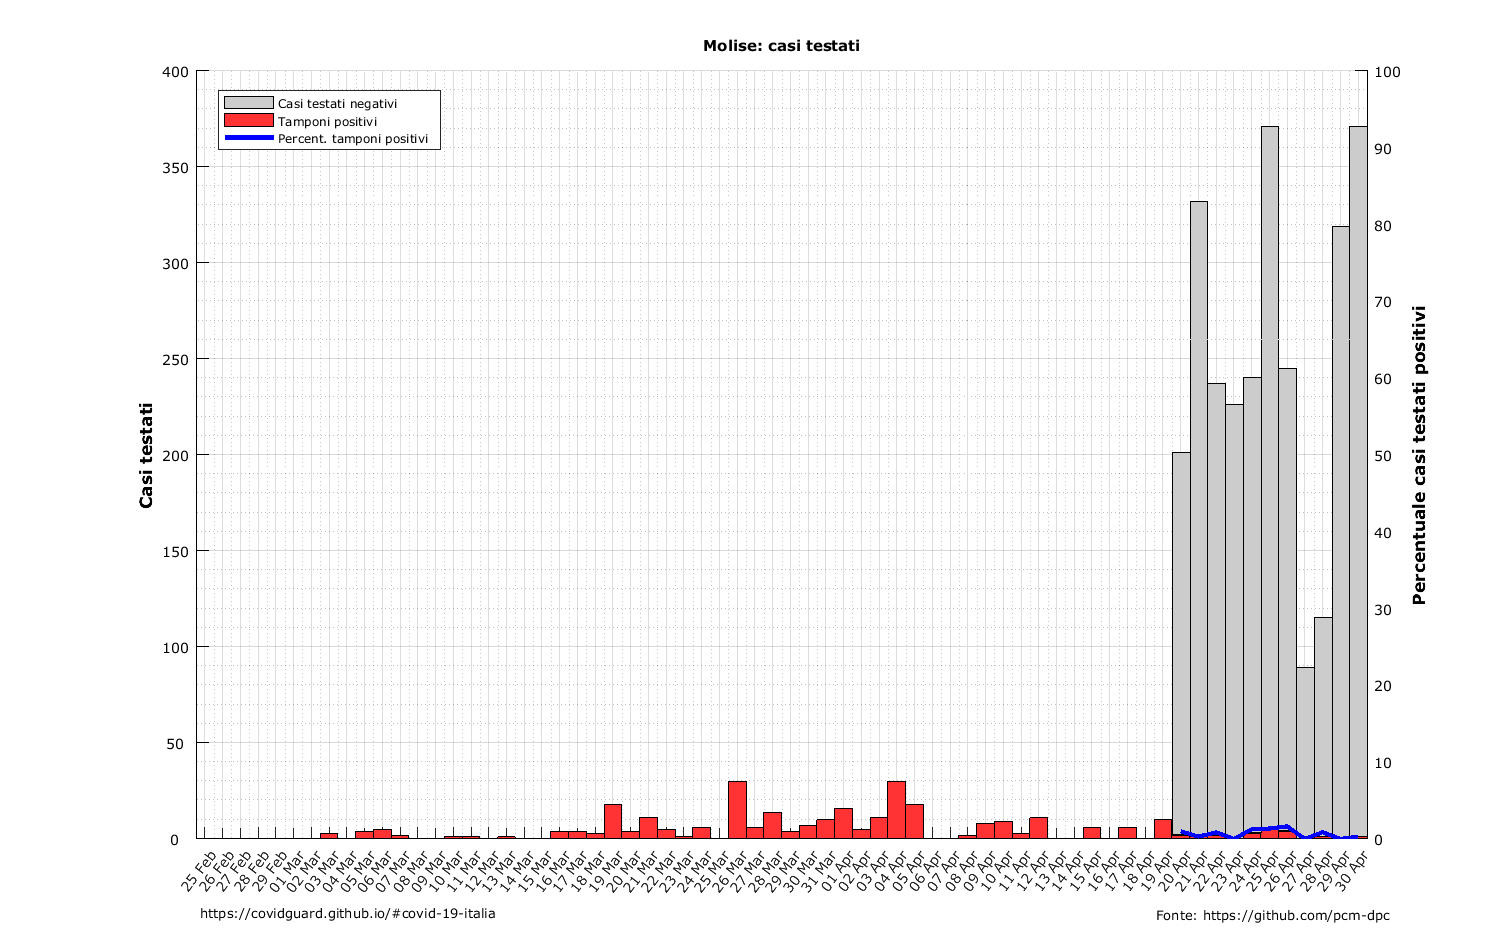 Molise: casi testati
Casi testati negativi
Tamponi positivi
Percent. tamponi positivi
Casi testati
400
350
300
250
200
150
100
50
0
100
90
80
70
60
50
40
30
20
10
0
Percentuale casi testati positivi
25 Feb
26 Feb
27 Feb
28 Feb
29 Feb
01 Mar
02 Mar
03 Mar
04 Mar
05 Mar
06 Mar
07 Mar
08 Mar
09 Mar
10 Mar
11 Mar
12 Mar
13 Mar
14 Mar
15 Mar
16 Mar
17 Mar
18 Mar
19 Mar
20 Mar
21 Mar
22 Mar
23 Mar
24 Mar
25 Mar
26 Mar
27 Mar
28 Mar
29 Mar
30 Mar
31 Mar
01 Apr
02 Apr
03 Apr
04 Apr
05 Apr
06 Apr
07 Apr
08 Apr
09 Apr
10 Apr
11 Apr
12 Apr
13 Apr
14 Apr
15 Apr
16 Apr
17 Apr
18 Apr
19 Apr
20 Apr
21 Apr
22 Apr
23 Apr
24 Apr
25 Apr
26 Apr
27 Apr
28 Apr
29 Apr
30 Apr
https://covidguard.github.io/#covid-19-italia
Fonte: https://github.com/pcm-dpc